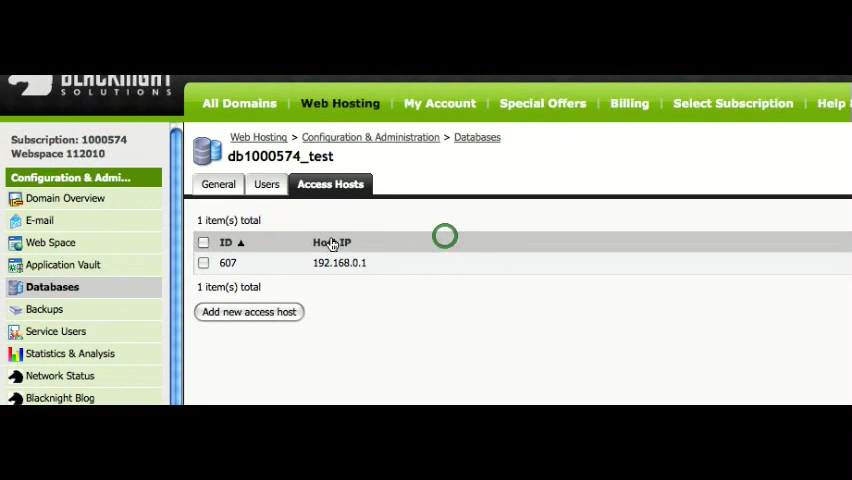 BLACKNIGHT
SOLUTIONS
All Domains
Web Hosting
My Account
Special Offers
Billing
Select Subscription
Help
Subscription: 1000574
Webspace 112010
Configuration & Admi...
Domain Overview
E-mail
Web Space
Application Vault
Databases
Backups
Service Users
Statistics & Analysis
Network Status
Blacknight Blog
Web Hosting > Configuration & Administration > Databases
db1000574_test
General
Users
Access Hosts
1 item(s) total
ID ▲ Host IP
607 192.168.0.1
1 item(s) total
Add new access host